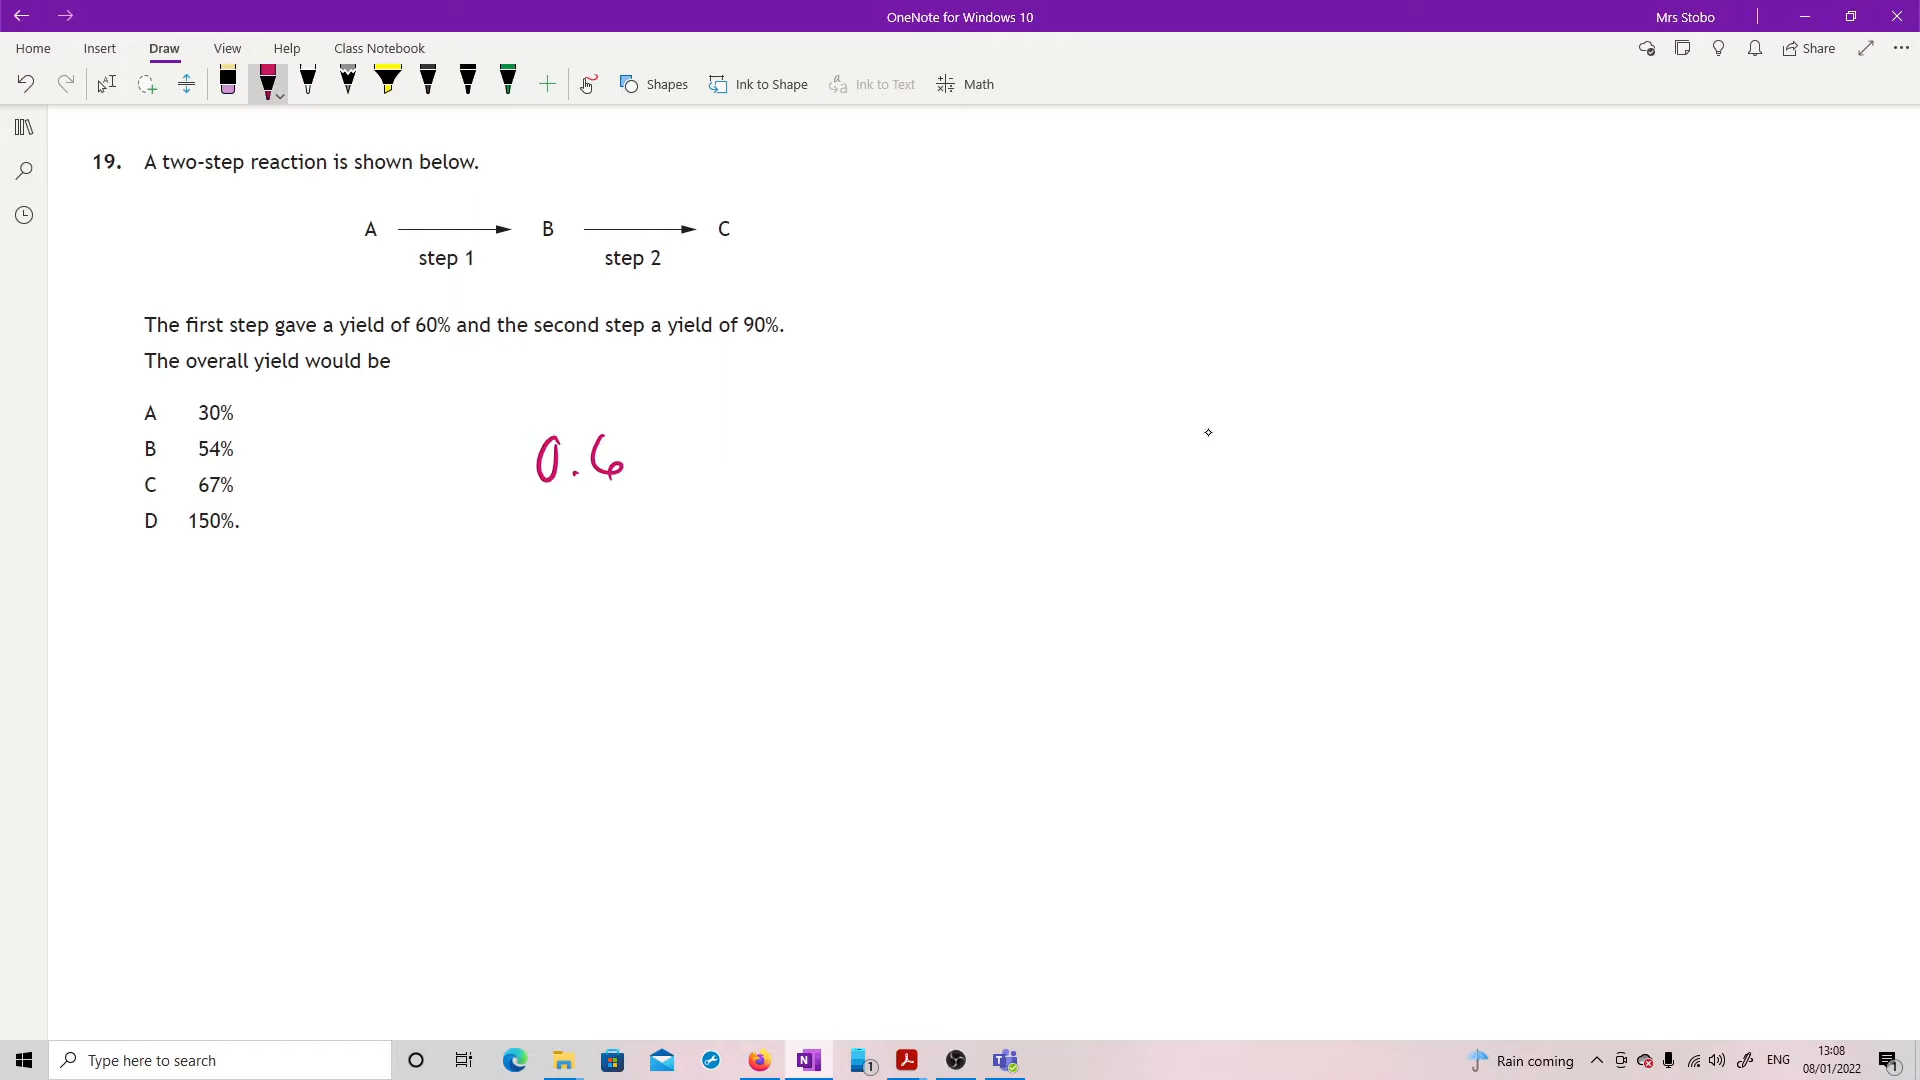 OneNote for Windows 10
Mrs Stobo
Home Insert Draw View Help Class Notebook
Share
Shapes Ink to Shape Ink to Text Math
19. A two-step reaction is shown below.
A B C
step 1 step 2
The first step gave a yield of 60% and the second step a yield of 90%.
The overall yield would be
A 30%
B 54%
C 67%
D 150%.
0.6
Type here to search
Rain coming
ENG
13:08
08/01/2022